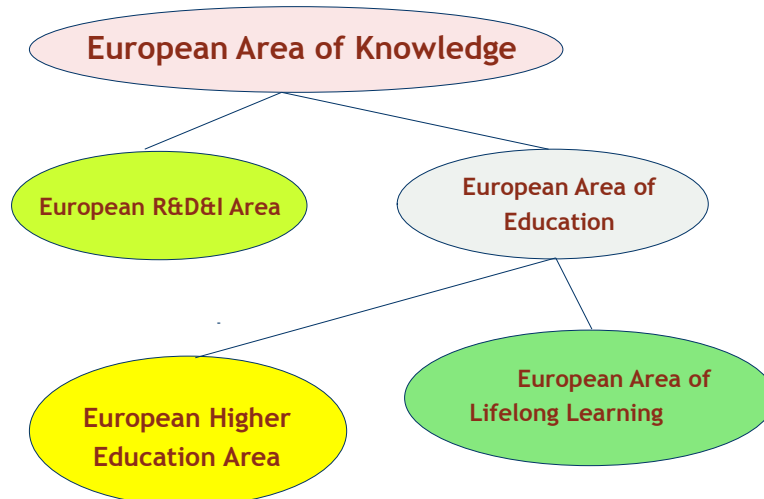 European Area of Knowledge
European R&D&I Area
European Area of
Education
European Higher
Education Area
European Area of
Lifelong Learning